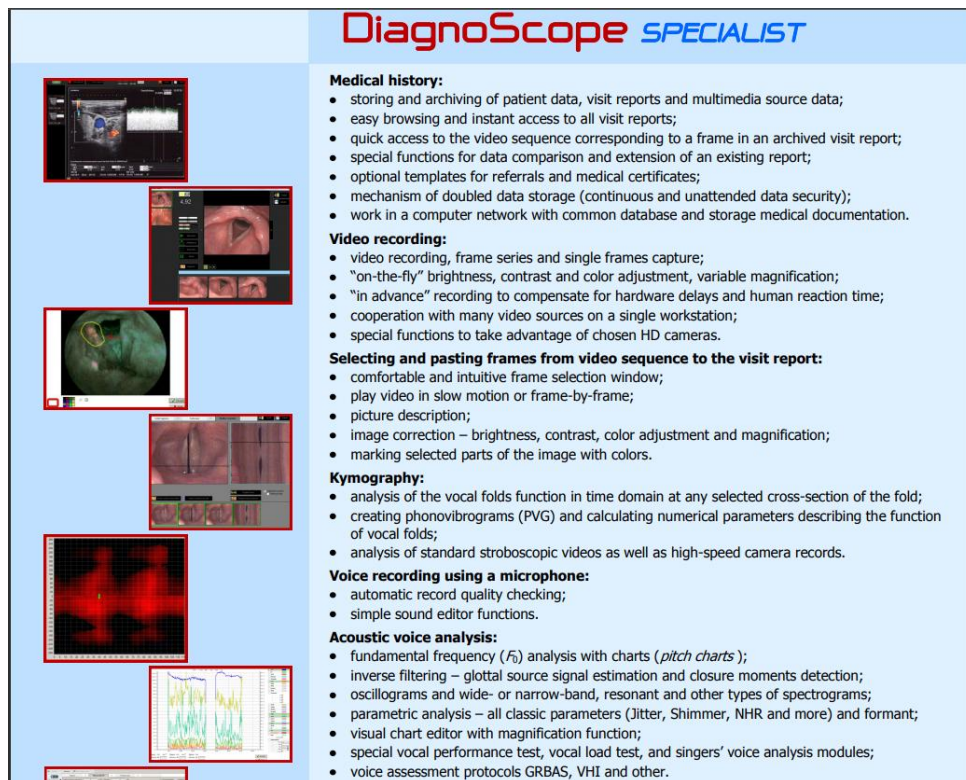 DiagnoScope SPECIALIST
Medical history:
• storing and archiving of patient data, visit reports and multimedia source data;
• easy browsing and instant access to all visit reports;
• quick access to the video sequence corresponding to a frame in an archived visit report;
• special functions for data comparison and extension of an existing report;
• optional templates for referrals and medical certificates;
• mechanism of doubled data storage (continuous and unattended data security);
• work in a computer network with common database and storage medical documentation.
Video recording:
• video recording, frame series and single frames capture;
• “on-the-fly” brightness, contrast and color adjustment, variable magnification;
• “in advance” recording to compensate for hardware delays and human reaction time;
• cooperation with many video sources on a single workstation;
• special functions to take advantage of chosen HD cameras.
Selecting and pasting frames from video sequence to the visit report:
• comfortable and intuitive frame selection window;
• play video in slow motion or frame-by-frame;
• picture description;
• image correction – brightness, contrast, color adjustment and magnification;
• marking selected parts of the image with colors.
Kymography:
• analysis of the vocal folds function in time domain at any selected cross-section of the fold;
• creating phonovibrograms (PVG) and calculating numerical parameters describing the function
of vocal folds;
• analysis of standard stroboscopic videos as well as high-speed camera records.
Voice recording using a microphone:
• automatic record quality checking;
• simple sound editor functions.
Acoustic voice analysis:
• fundamental frequency (F0) analysis with charts (pitch charts );
• inverse filtering – glottal source signal estimation and closure moments detection;
• oscillograms and wide- or narrow-band, resonant and other types of spectrograms;
• parametric analysis – all classic parameters (Jitter, Shimmer, NHR and more) and formant;
• visual chart editor with magnification function;
• special vocal performance test, vocal load test, and singers’ voice analysis modules;
• voice assessment protocols GRBAS, VHI and other.
4.92